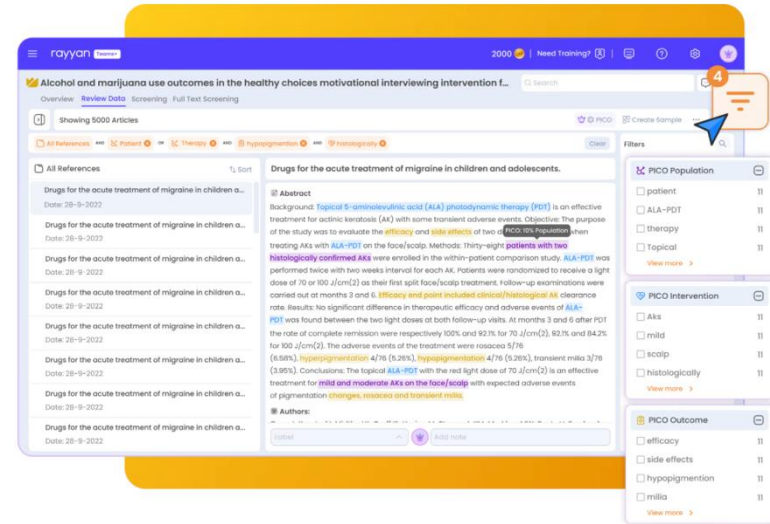 rayyan Teams+
2000 | Need Training?
Alcohol and marijuana use outcomes in the healthy choices motivational interviewing intervention f...
Search
4
Overview Review Data Screening Full Text Screening
Showing 5000 Articles
PICO
Create Sample
All References AND Patient OR Therapy AND hypopigmention AND histologically
Clear
Filters
All References
Sort
Drugs for the acute treatment of migraine in children a...
Date: 28-9-2022
Drugs for the acute treatment of migraine in children a...
Date: 28-9-2022
Drugs for the acute treatment of migraine in children a...
Date: 28-9-2022
Drugs for the acute treatment of migraine in children a...
Date: 28-9-2022
Drugs for the acute treatment of migraine in children a...
Date: 28-9-2022
Drugs for the acute treatment of migraine in children a...
Date: 28-9-2022
Drugs for the acute treatment of migraine in children a...
Date: 28-9-2022
Drugs for the acute treatment of migraine in children a...
Date: 28-9-2022
Drugs for the acute treatment of migraine in children and adolescents.
Abstract
Background: Topical 5-aminolevulinic acid (ALA) photodynamic therapy (PDT) is an effective
treatment for actinic keratosis (AK) with some transient adverse events. Objective: The purpose
of the study was to evaluate the efficacy and side effects of two d
PICO: 10% Population
when
treating AKs with ALA-PDT on the face/scalp. Methods: Thirty-eight patients with two
histologically confirmed AKs were enrolled in the within-patient comparison study. ALA-PDT was
performed twice with two weeks interval for each AK. Patients were randomized to receive a light
dose of 70 or 100 J/cm(2) as their first split face/scalp treatment. Follow-up examinations were
carried out at months 3 and 6. Efficacy end point included clinical/histological AK clearance
rate. Results: No significant difference in therapeutic efficacy and adverse events of ALA-
PDT was found between the two light doses at both follow-up visits. At months 3 and 6 after PDT
the rate of complete remission were respectively 100% and 92.1% for 70 J/cm(2), 92.1% and 84.2%
for 100 J/cm(2). The adverse events of the treatment were rosacea 5/76
(6.58%), hyperpigmentation 4/76 (5.26%), hypopigmentation 4/76 (5.26%), transient milia 3/76
(3.95%). Conclusions: The topical ALA-PDT with the red light dose of 70 J/cm(2) is an effective
treatment for mild and moderate AKs on the face/scalp with expected adverse events
of pigmentation changes, rosacea and transient milia.
Authors:
Label
Add note
PICO Population
patient 11
ALA-PDT 11
therapy 11
Topical 11
View more >
PICO Intervention
Aks 11
mild 11
scalp 11
histologically 11
View more >
PICO Outcome
efficacy 11
side effects 11
hypopigmention 11
milia 11
View more >